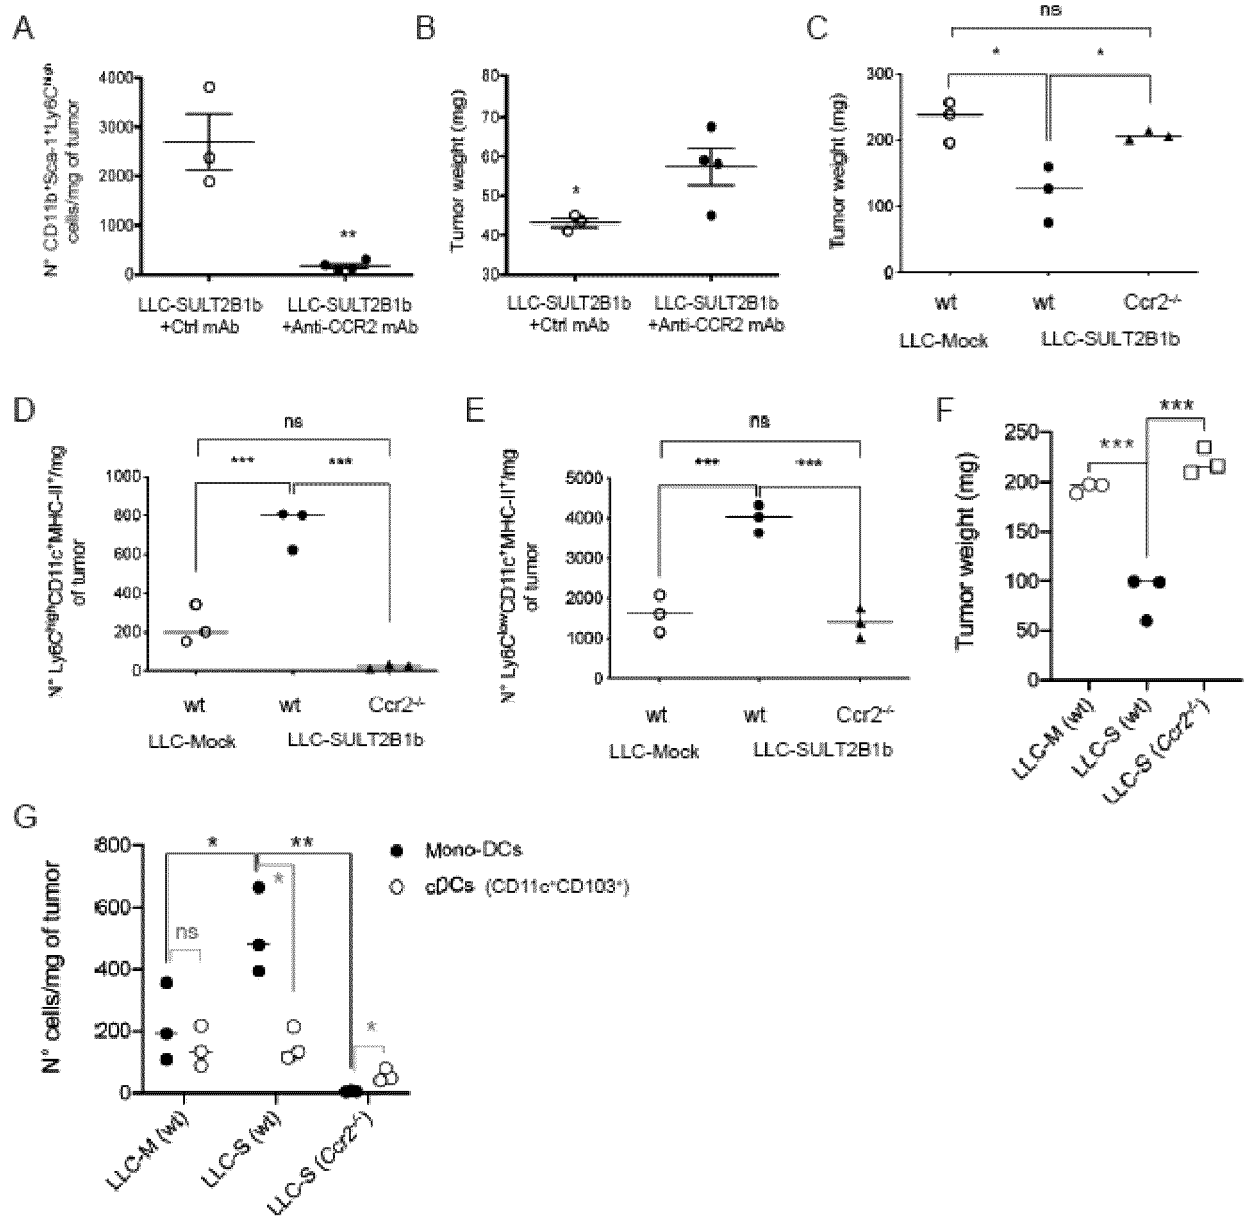 A
N° CD11b⁺Sca-1⁺Ly6Cʰⁱᵍʰ
cells/mg of tumor
4000
3000
2000
1000
0
**
LLC-SULT2B1b
+Ctrl mAb
LLC-SULT2B1b
+Anti-CCR2 mAb
B
Tumor weight (mg)
80
70
60
50
40
30
*
LLC-SULT2B1b
+Ctrl mAb
LLC-SULT2B1b
+Anti-CCR2 mAb
C
ns
*
*
Tumor weight (mg)
300
200
100
0
wt
wt
Ccr2⁻/⁻
LLC-Mock
LLC-SULT2B1b
D
ns
***
***
N° Ly6CʰⁱᵍʰCD11c⁺MHC-II⁺/mg
of tumor
1000
800
600
400
200
0
wt
wt
Ccr2⁻/⁻
LLC-Mock
LLC-SULT2B1b
E
ns
***
***
N° Ly6CˡᵒʷCD11c⁺MHC-II⁺/mg
of tumor
5000
4000
3000
2000
1000
0
wt
wt
Ccr2⁻/⁻
LLC-Mock
LLC-SULT2B1b
F
***
***
Tumor weight (mg)
250
200
150
100
50
0
LLC-M (wt)
LLC-S (wt)
LLC-S (Ccr2⁻/⁻)
G
*
**
*
ns
*
N° cells/mg of tumor
800
600
400
200
0
LLC-M (wt)
LLC-S (wt)
LLC-S (Ccr2⁻/⁻)
Mono-DCs
cDCs (CD11c⁺CD103⁺)